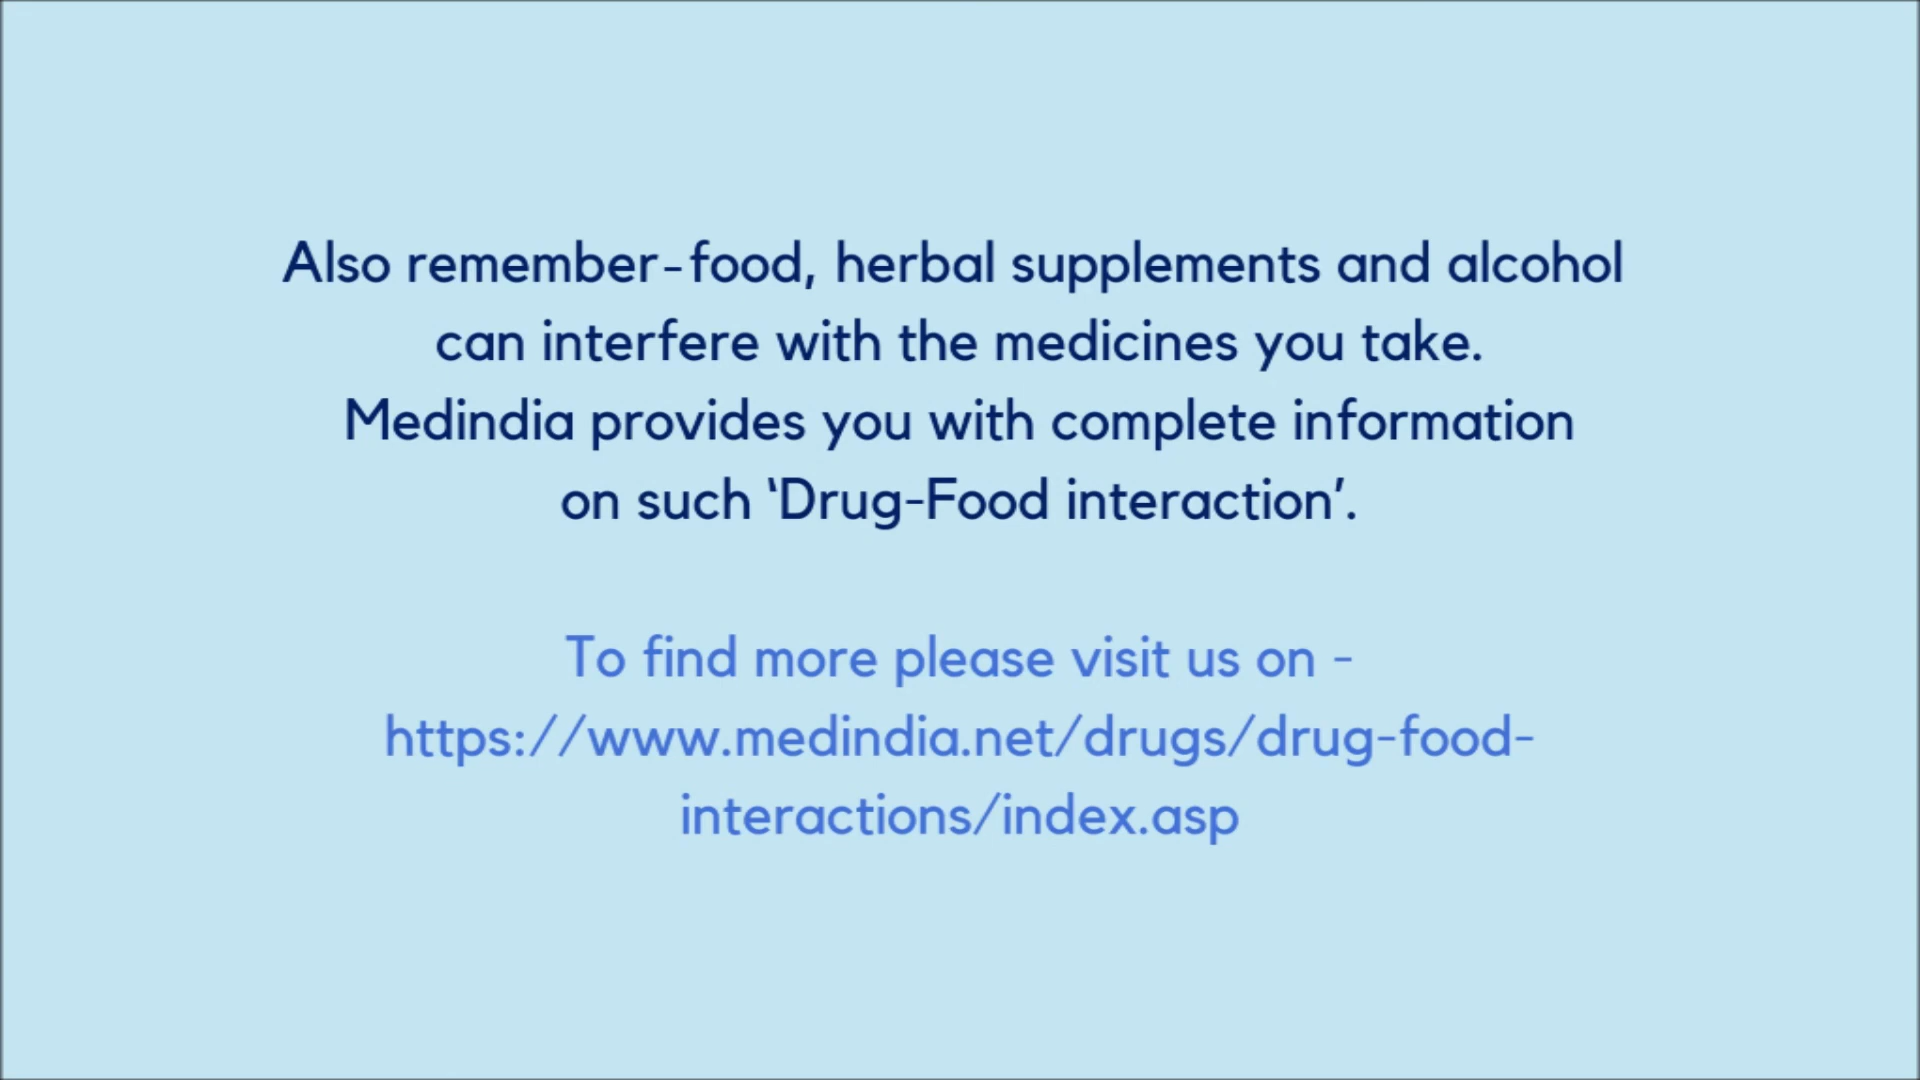 Also remember-food, herbal supplements and alcohol
can interfere with the medicines you take.
Medindia provides you with complete information
on such ‘Drug-Food interaction’.
To find more please visit us on -
https://www.medindia.net/drugs/drug-food-
interactions/index.asp